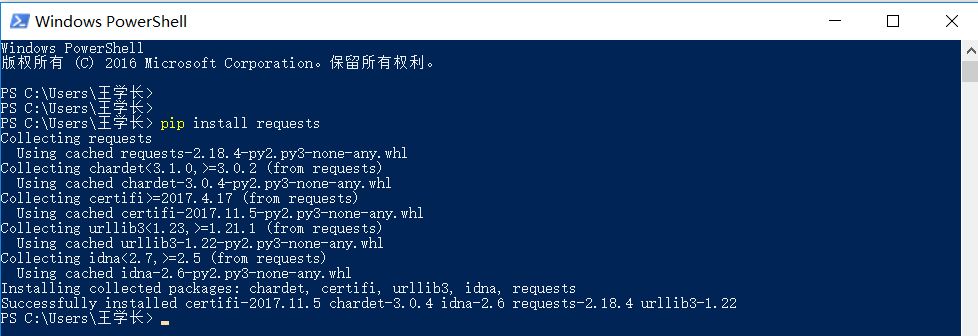 Windows PowerShell
Windows PowerShell
版权所有 (C) 2016 Microsoft Corporation。保留所有权利。
PS C:\Users\王学长>
PS C:\Users\王学长>
PS C:\Users\王学长> pip install requests
Collecting requests
  Using cached requests-2.18.4-py2.py3-none-any.whl
Collecting chardet<3.1.0,>=3.0.2 (from requests)
  Using cached chardet-3.0.4-py2.py3-none-any.whl
Collecting certifi>=2017.4.17 (from requests)
  Using cached certifi-2017.11.5-py2.py3-none-any.whl
Collecting urllib3<1.23,>=1.21.1 (from requests)
  Using cached urllib3-1.22-py2.py3-none-any.whl
Collecting idna<2.7,>=2.5 (from requests)
  Using cached idna-2.6-py2.py3-none-any.whl
Installing collected packages: chardet, certifi, urllib3, idna, requests
Successfully installed certifi-2017.11.5 chardet-3.0.4 idna-2.6 requests-2.18.4 urllib3-1.22
PS C:\Users\王学长>